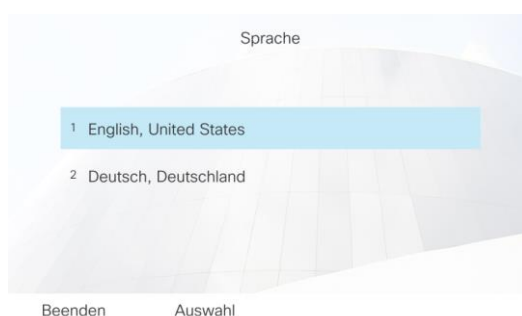 Sprache
1 English, United States
2 Deutsch, Deutschland
Beenden Auswahl